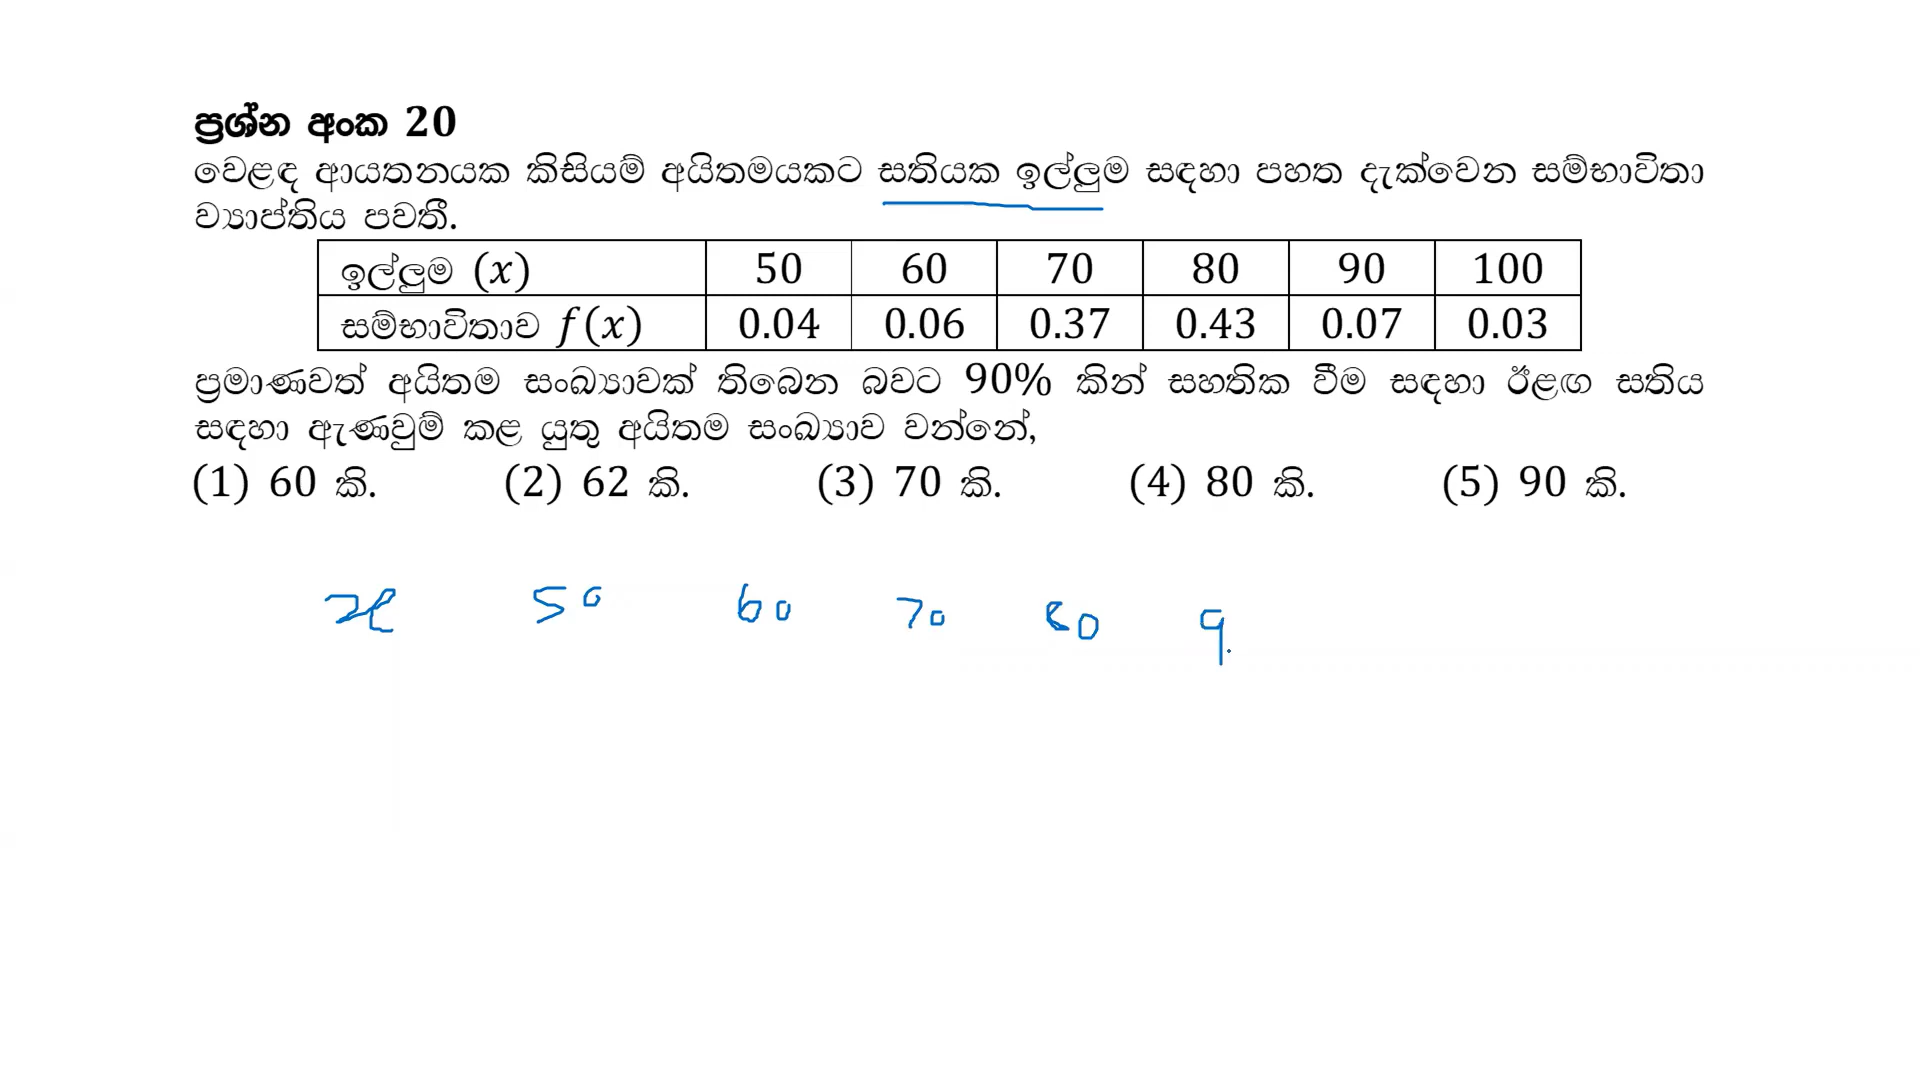 ප්‍රශ්න අංක 20
වෙළඳ ආයතනයක කිසියම් අයිතමයකට සතියක ඉල්ලුම සඳහා පහත දැක්වෙන සම්භාවිතා
ව්‍යාප්තිය පවතී.
ඉල්ලුම (x) 50 60 70 80 90 100
සම්භාවිතාව f(x) 0.04 0.06 0.37 0.43 0.07 0.03
ප්‍රමාණවත් අයිතම සංඛ්‍යාවක් තිබෙන බවට 90% කින් සහතික වීම සඳහා ඊළඟ සතිය
සඳහා ඇණවුම් කළ යුතු අයිතම සංඛ්‍යාව වන්නේ,
(1) 60 කි. (2) 62 කි. (3) 70 කි. (4) 80 කි. (5) 90 කි.
x 50 60 70 80 9